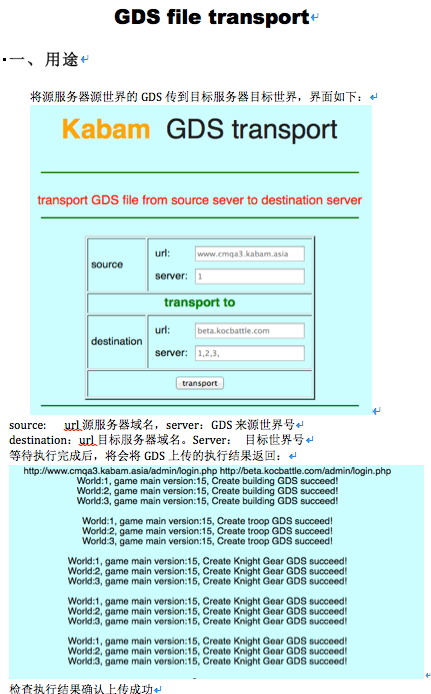 GDS file transport
一、用途
将源服务器源世界的 GDS 传到目标服务器目标世界，界面如下：
Kabam GDS transport
transport GDS file from source sever to destination server
source
url: www.cmqa3.kabam.asia
server: 1
transport to
destination
url: beta.kocbattle.com
server: 1,2,3,
transport
source: url 源服务器域名，server：GDS 来源世界号
destination：url 目标服务器域名。Server： 目标世界号
等待执行完成后，将会将 GDS 上传的执行结果返回：
http://www.cmqa3.kabam.asia/admin/login.php http://beta.kocbattle.com/admin/login.php
World:1, game main version:15, Create building GDS succeed!
World:2, game main version:15, Create building GDS succeed!
World:3, game main version:15, Create building GDS succeed!
World:1, game main version:15, Create troop GDS succeed!
World:2, game main version:15, Create troop GDS succeed!
World:3, game main version:15, Create troop GDS succeed!
World:1, game main version:15, Create Knight Gear GDS succeed!
World:2, game main version:15, Create Knight Gear GDS succeed!
World:3, game main version:15, Create Knight Gear GDS succeed!
World:1, game main version:15, Create Knight Gear GDS succeed!
World:2, game main version:15, Create Knight Gear GDS succeed!
World:3, game main version:15, Create Knight Gear GDS succeed!
World:1, game main version:15, Create Knight Gear GDS succeed!
World:2, game main version:15, Create Knight Gear GDS succeed!
World:3, game main version:15, Create Knight Gear GDS succeed!
检查执行结果确认上传成功